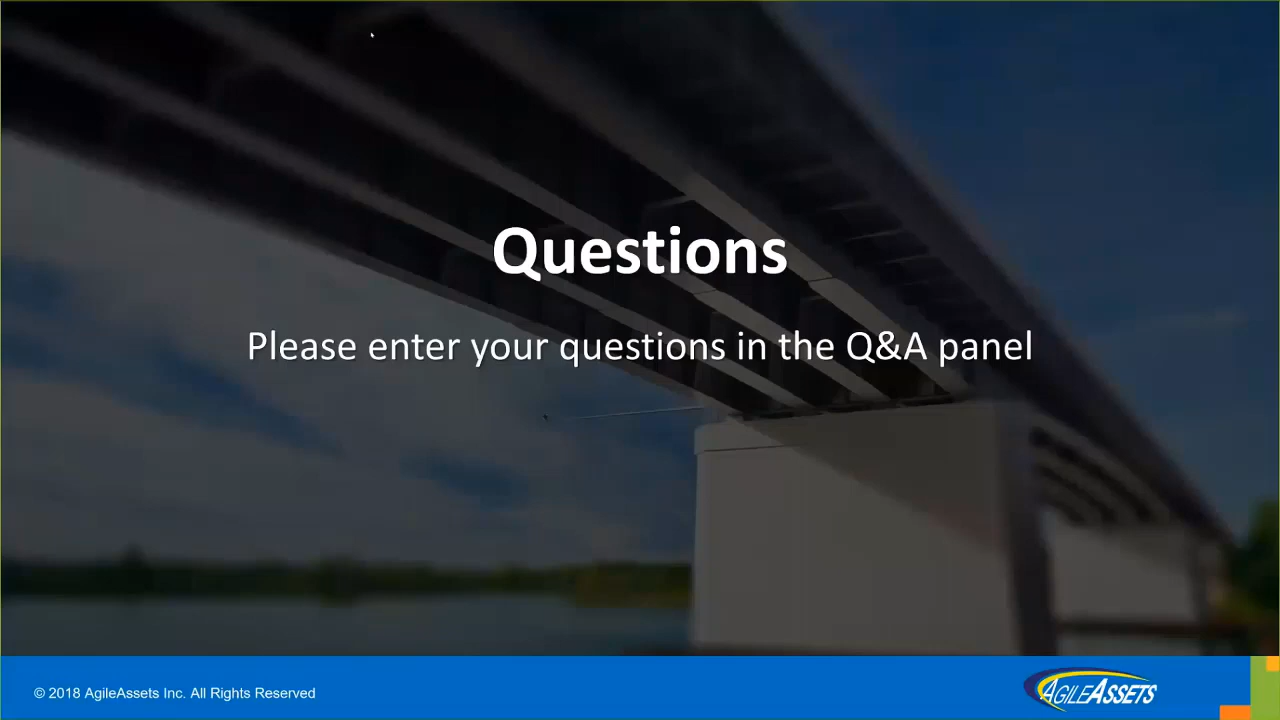 Questions
Please enter your questions in the Q&A panel
© 2018 AgileAssets Inc. All Rights Reserved
AGILEASSETS